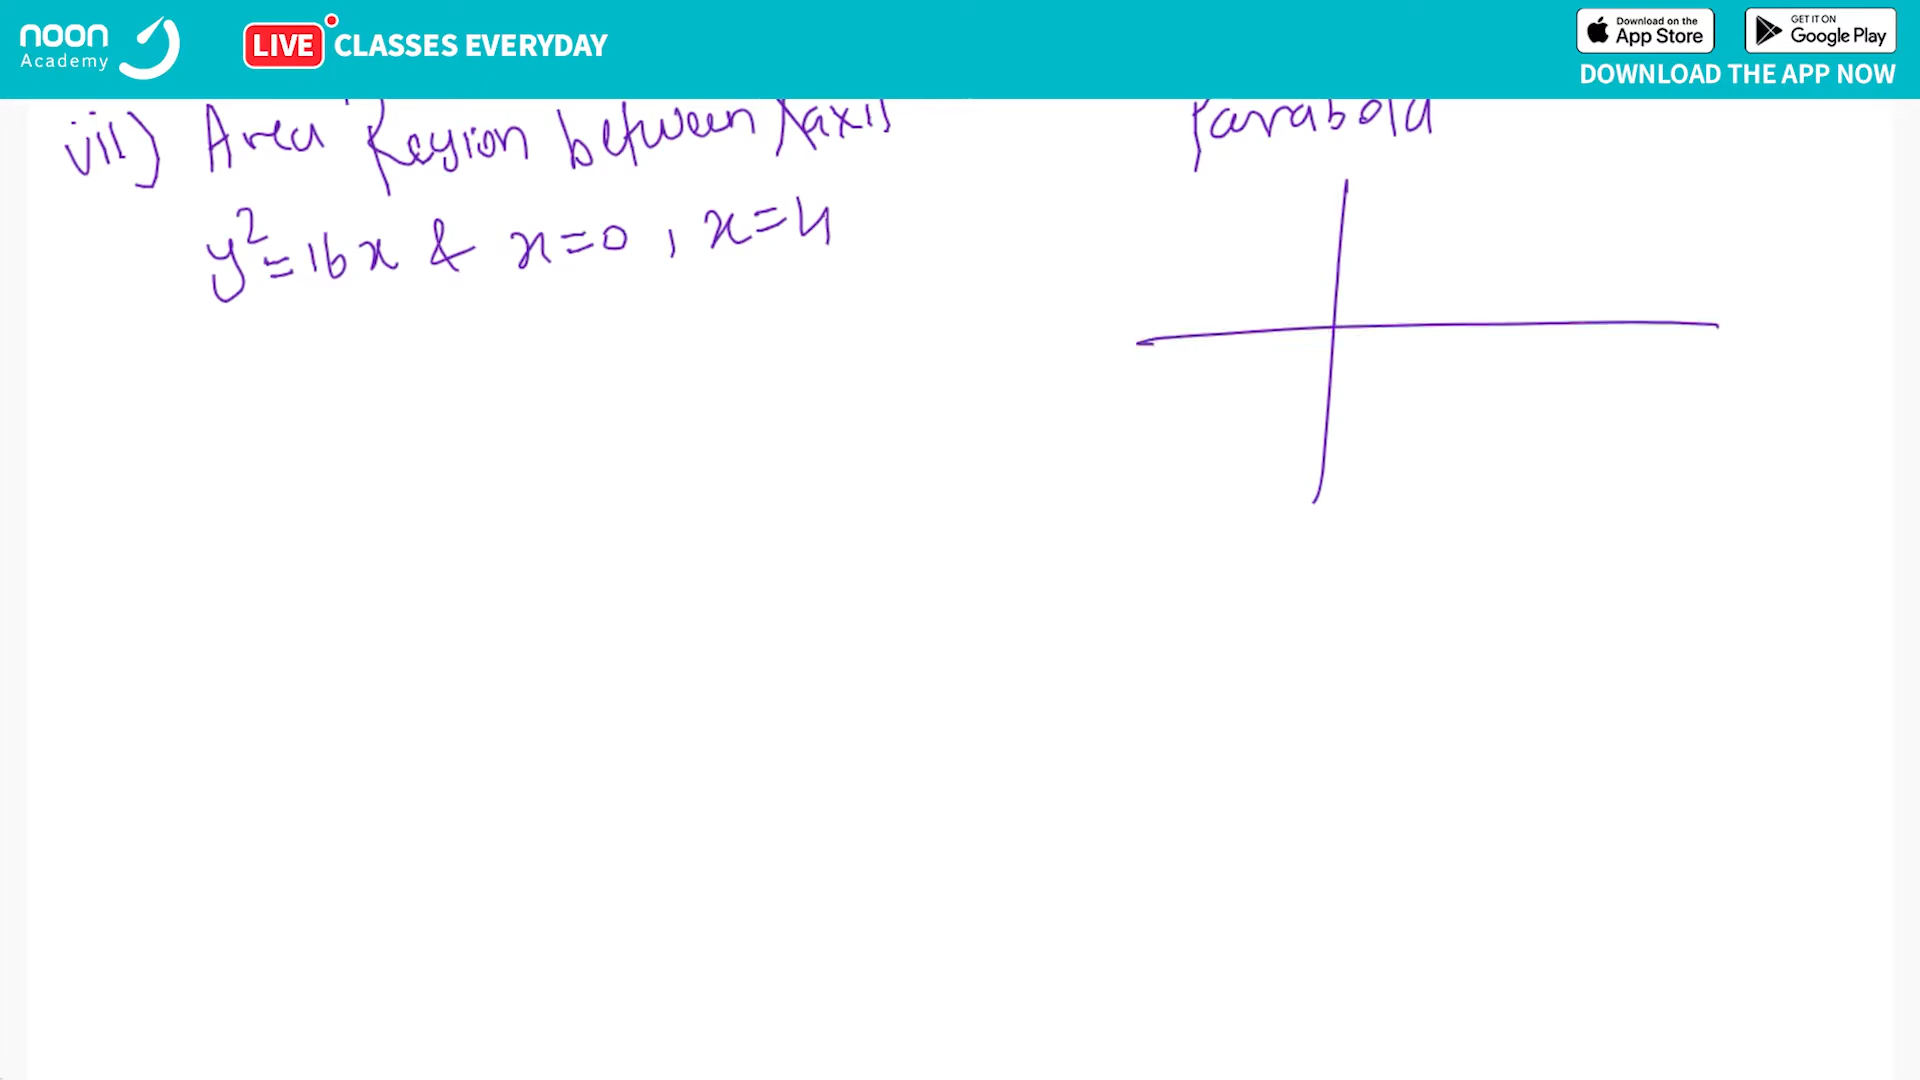 noon
Academy
LIVE CLASSES EVERYDAY
Download on the
App Store
GET IT ON
Google Play
DOWNLOAD THE APP NOW
vii) Area Region between X axis
y²=16x & x=0, x=4
Parabola